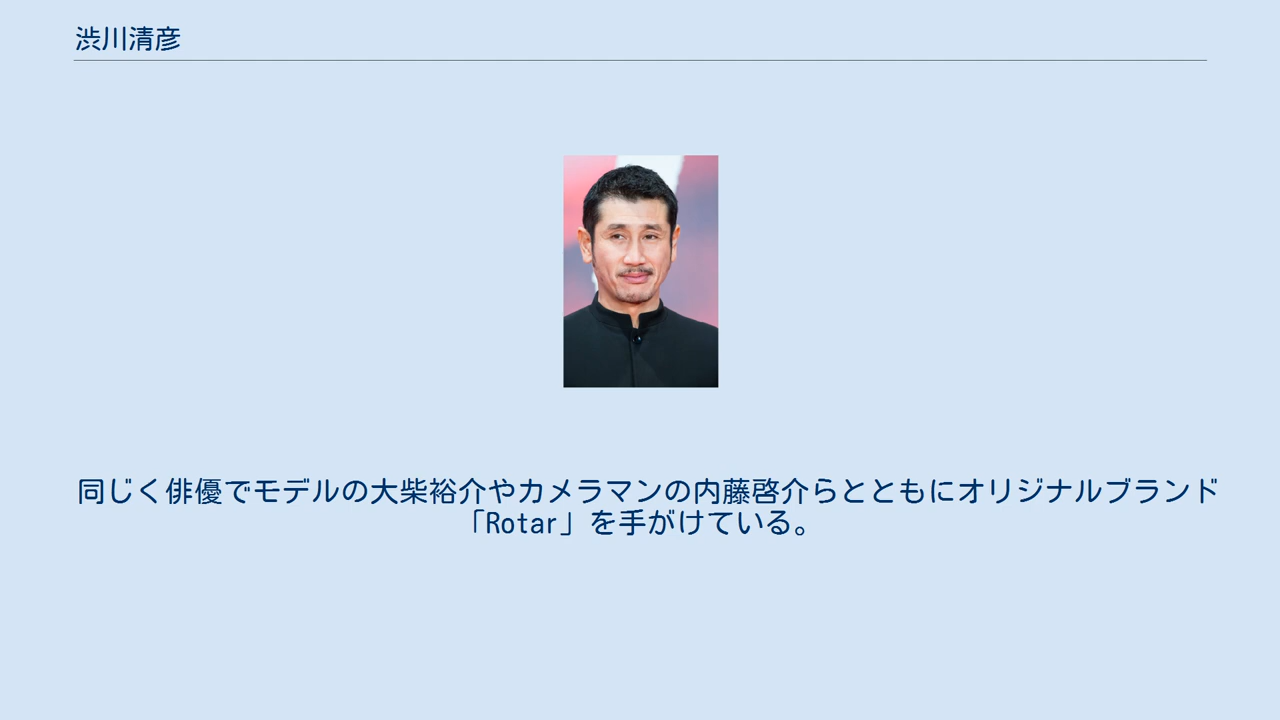 渋川清彦
同じく俳優でモデルの大柴裕介やカメラマンの内藤啓介らとともにオリジナルブランド
「Rotar」を手がけている。